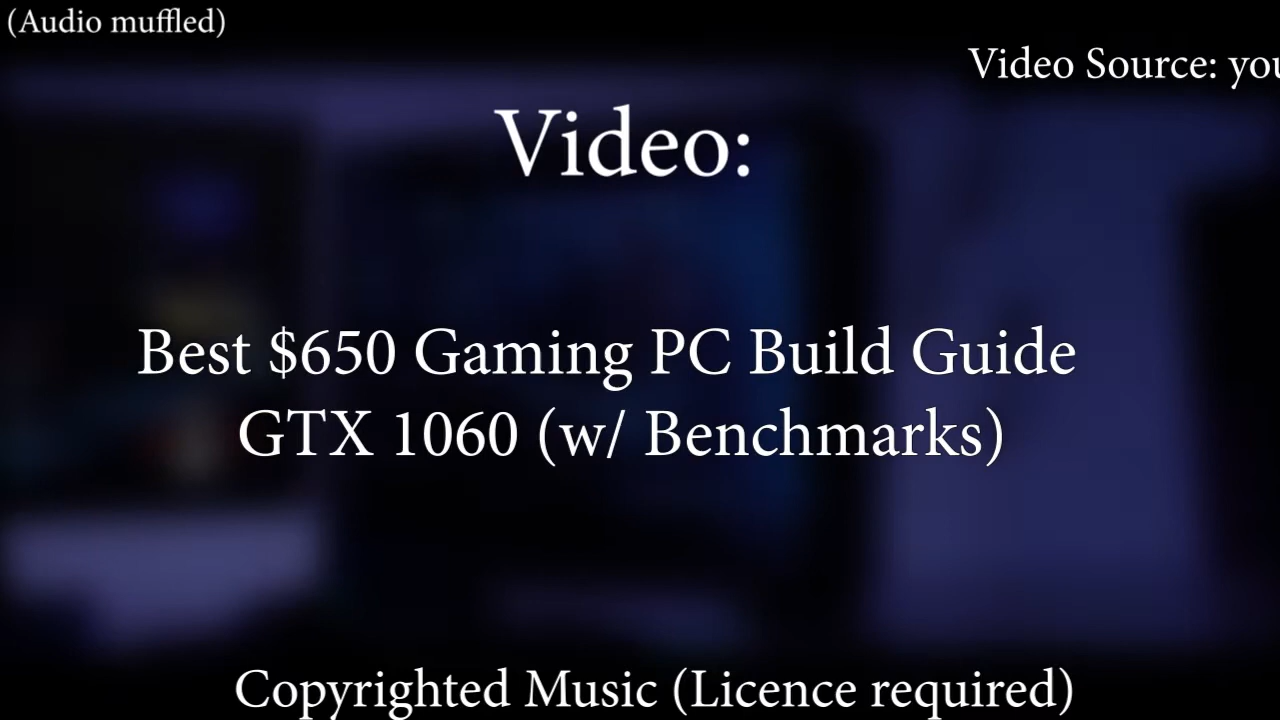 (Audio muffled)
Video Source: you
Video:
Best $650 Gaming PC Build Guide
GTX 1060 (w/ Benchmarks)
Copyrighted Music (Licence required)